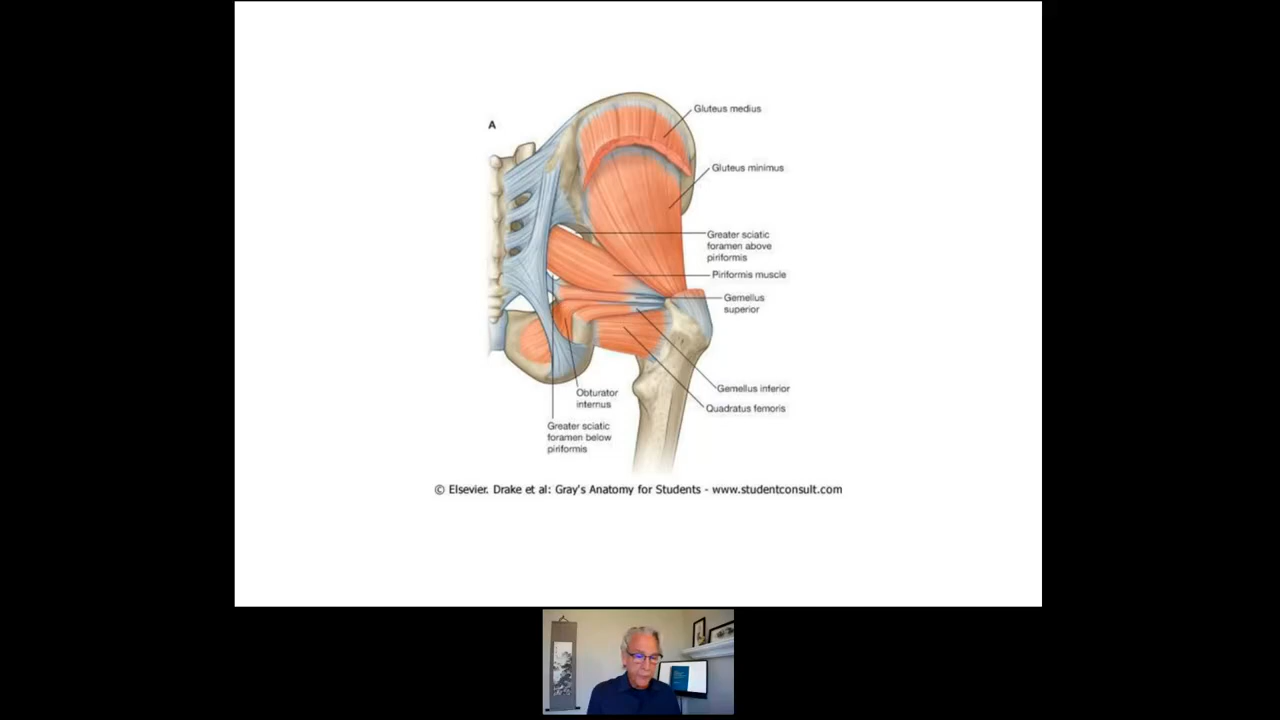 A
Gluteus medius
Gluteus minimus
Greater sciatic
foramen above
piriformis
Piriformis muscle
Gemellus
superior
Gemellus inferior
Obturator
internus
Quadratus femoris
Greater sciatic
foramen below
piriformis
© Elsevier. Drake et al: Gray's Anatomy for Students - www.studentconsult.com